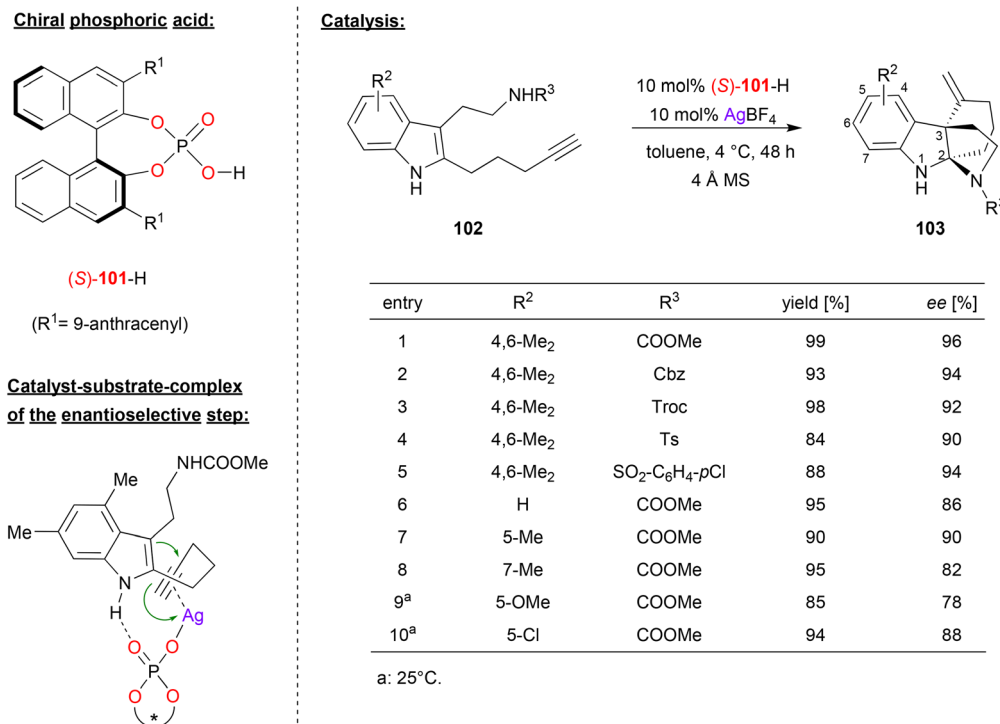 Chiral phosphoric acid:
R1
O
O
P
O
O–H
R1
(S)-101-H
(R1= 9-anthracenyl)
Catalyst-substrate-complex
of the enantioselective step:
NHCOOMe
Me
Me
N
H
Ag
O
O
P
O
O
*
Catalysis:
R2
NHR3
N
H
102
10 mol% (S)-101-H
10 mol% AgBF4
toluene, 4 °C, 48 h
4 Å MS
R2
5
4
6
3
7
1
2
N
H
N
R3
103
entry R2 R3 yield [%] ee [%]
1 4,6-Me2 COOMe 99 96
2 4,6-Me2 Cbz 93 94
3 4,6-Me2 Troc 98 92
4 4,6-Me2 Ts 84 90
5 4,6-Me2 SO2-C6H4-pCl 88 94
6 H COOMe 95 86
7 5-Me COOMe 90 90
8 7-Me COOMe 95 82
9a 5-OMe COOMe 85 78
10a 5-Cl COOMe 94 88
a: 25°C.